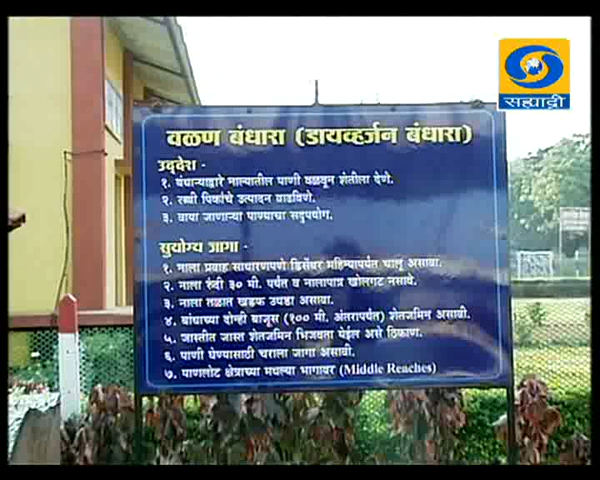 सह्याद्री
वळण बंधारा (डायव्हर्जन बंधारा)
उद्देश -
१. बंधाऱ्याद्वारे नाल्यातील पाणी वळवून शेतीला देणे.
२. रब्बी पिकांचे उत्पादन वाढविणे.
३. वाया जाणाऱ्या पाण्याचा सदुपयोग.
सुयोग्य जागा -
१. नाला प्रवाह साधारणपणे डिसेंबर महिन्यापर्यंत चालू असावा.
२. नाला रुंदी ३० मी. पर्यंत व नालापात्र खोलगट नसावे.
३. नाला तळात खडक उघडा असावा.
४. बांधाच्या दोन्ही बाजूस (१०० मी. अंतरापर्यंत) शेतजमिन असावी.
५. जास्तीत जास्त शेतजमिन भिजवता येईल असे ठिकाण.
६. पाणी घेण्यासाठी चराला जागा असावी.
७. पाणलोट क्षेत्राच्या मधल्या भागावर (Middle Reaches)